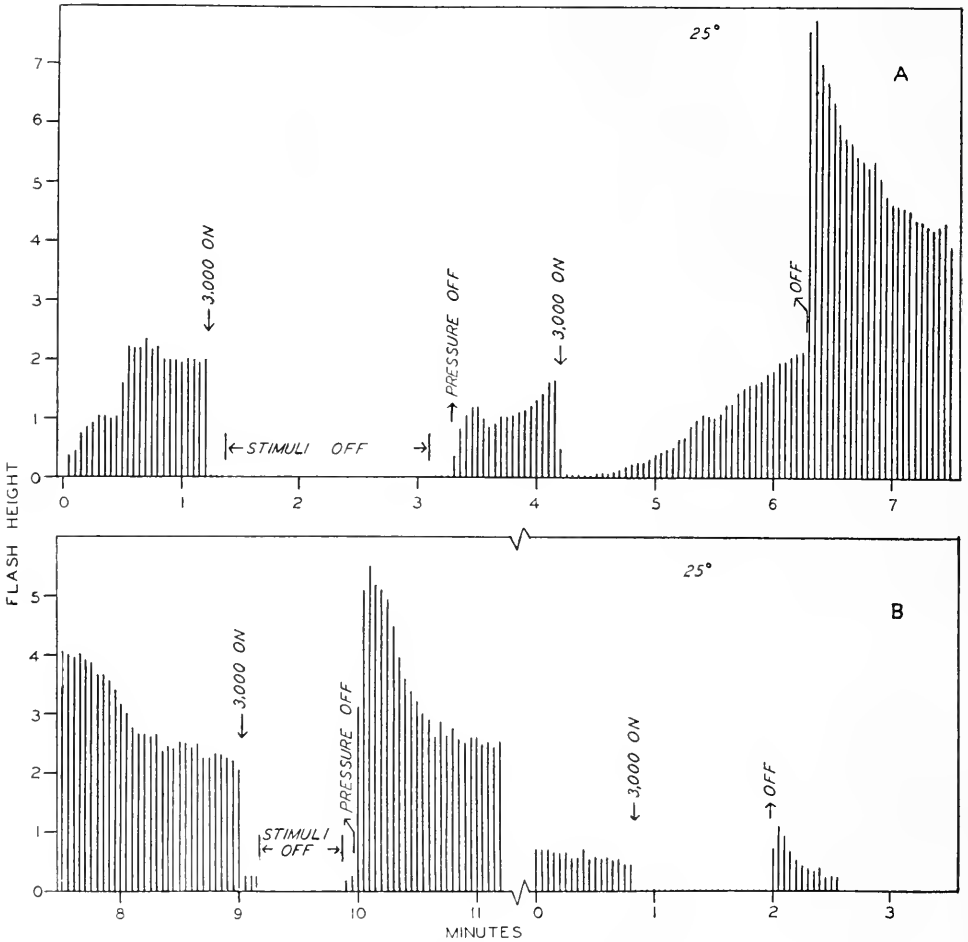 25°
A
7
6
5
4
3
2
1
0
3,000 ON
STIMULI OFF
PRESSURE OFF
3,000 ON
OFF
0 1 2 3 4 5 6 7
FLASH HEIGHT
25°
B
5
4
3
2
1
0
3,000 ON
STIMULI
OFF
PRESSURE OFF
3,000 ON
OFF
8 9 10 11 0 1 2 3
MINUTES